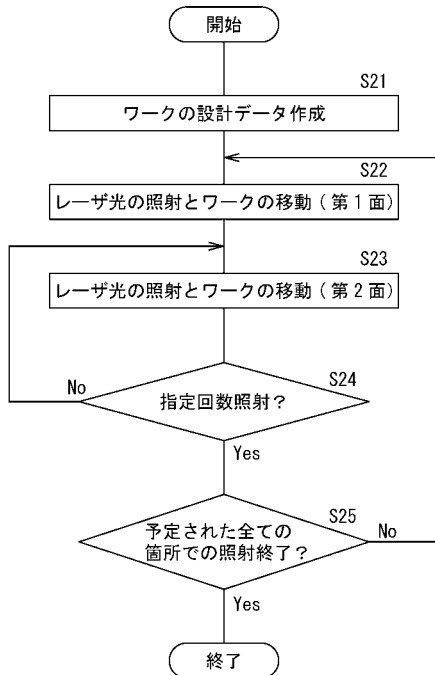 開始
S21
ワークの設計データ作成
S22
レーザ光の照射とワークの移動（第1面）
S23
レーザ光の照射とワークの移動（第2面）
S24
No
指定回数照射？
Yes
S25
予定された全ての
箇所での照射終了？
No
Yes
終了